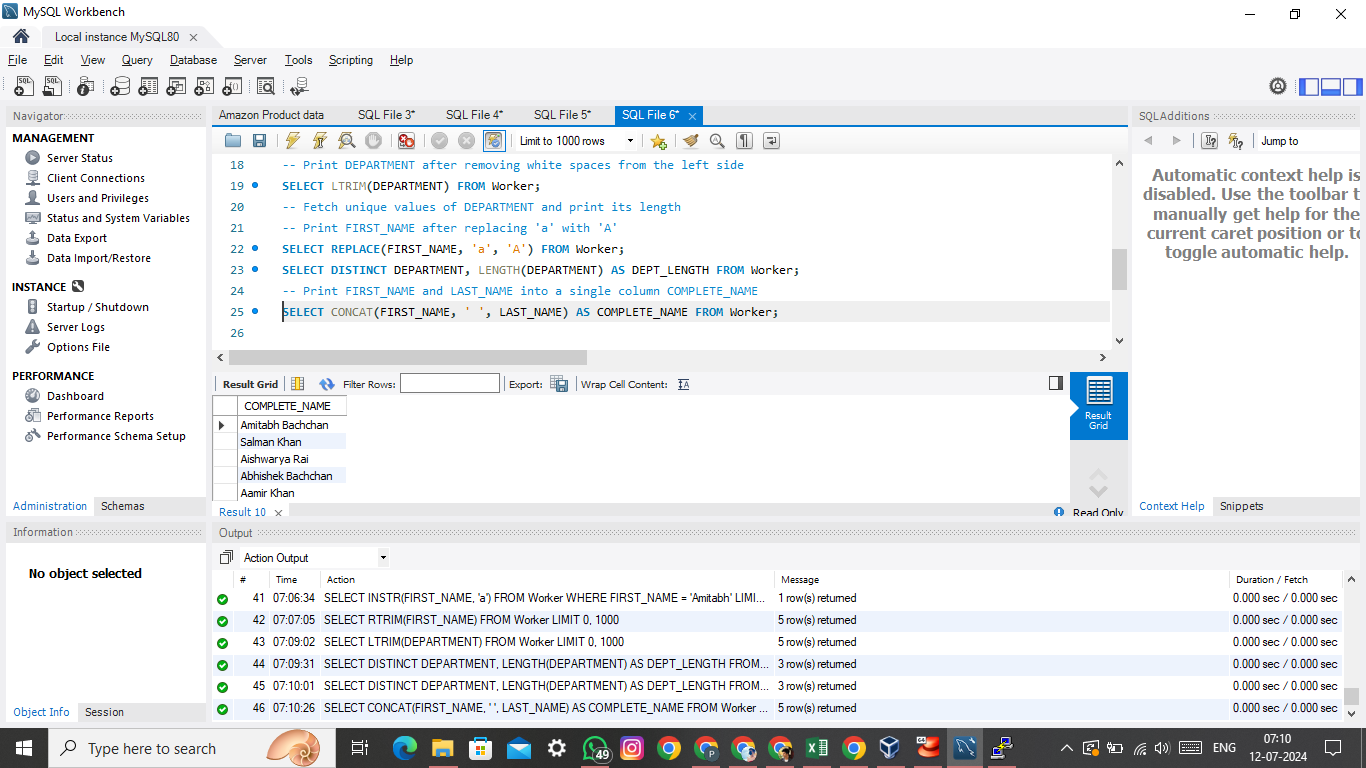 MySQL Workbench
Local instance MySQL80
File Edit View Query Database Server Tools Scripting Help
Navigator
MANAGEMENT
Server Status
Client Connections
Users and Privileges
Status and System Variables
Data Export
Data Import/Restore
INSTANCE
Startup / Shutdown
Server Logs
Options File
PERFORMANCE
Dashboard
Performance Reports
Performance Schema Setup
Administration Schemas
Information
No object selected
Object Info Session
Amazon Product data SQL File 3* SQL File 4* SQL File 5* SQL File 6*
Limit to 1000 rows
18 -- Print DEPARTMENT after removing white spaces from the left side
19 SELECT LTRIM(DEPARTMENT) FROM Worker;
20 -- Fetch unique values of DEPARTMENT and print its length
21 -- Print FIRST_NAME after replacing 'a' with 'A'
22 SELECT REPLACE(FIRST_NAME, 'a', 'A') FROM Worker;
23 SELECT DISTINCT DEPARTMENT, LENGTH(DEPARTMENT) AS DEPT_LENGTH FROM Worker;
24 -- Print FIRST_NAME and LAST_NAME into a single column COMPLETE_NAME
25 SELECT CONCAT(FIRST_NAME, ' ', LAST_NAME) AS COMPLETE_NAME FROM Worker;
26
Result Grid Filter Rows: Export: Wrap Cell Content:
COMPLETE_NAME
Amitabh Bachchan
Salman Khan
Aishwarya Rai
Abhishek Bachchan
Aamir Khan
Result Grid
Result 10 Read Only
SQLAdditions
Jump to
Automatic context help is
disabled. Use the toolbar t
manually get help for the
current caret position or to
toggle automatic help.
Context Help Snippets
Output
Action Output
# Time Action Message Duration / Fetch
41 07:06:34 SELECT INSTR(FIRST_NAME, 'a') FROM Worker WHERE FIRST_NAME = 'Amitabh' LIMI... 1 row(s) returned 0.000 sec / 0.000 sec
42 07:07:05 SELECT RTRIM(FIRST_NAME) FROM Worker LIMIT 0, 1000 5 row(s) returned 0.000 sec / 0.000 sec
43 07:09:02 SELECT LTRIM(DEPARTMENT) FROM Worker LIMIT 0, 1000 5 row(s) returned 0.000 sec / 0.000 sec
44 07:09:31 SELECT DISTINCT DEPARTMENT, LENGTH(DEPARTMENT) AS DEPT_LENGTH FROM... 3 row(s) returned 0.000 sec / 0.000 sec
45 07:10:01 SELECT DISTINCT DEPARTMENT, LENGTH(DEPARTMENT) AS DEPT_LENGTH FROM... 3 row(s) returned 0.000 sec / 0.000 sec
46 07:10:26 SELECT CONCAT(FIRST_NAME, ' ', LAST_NAME) AS COMPLETE_NAME FROM Worker ... 5 row(s) returned 0.000 sec / 0.000 sec
Type here to search
49
ENG
07:10
12-07-2024